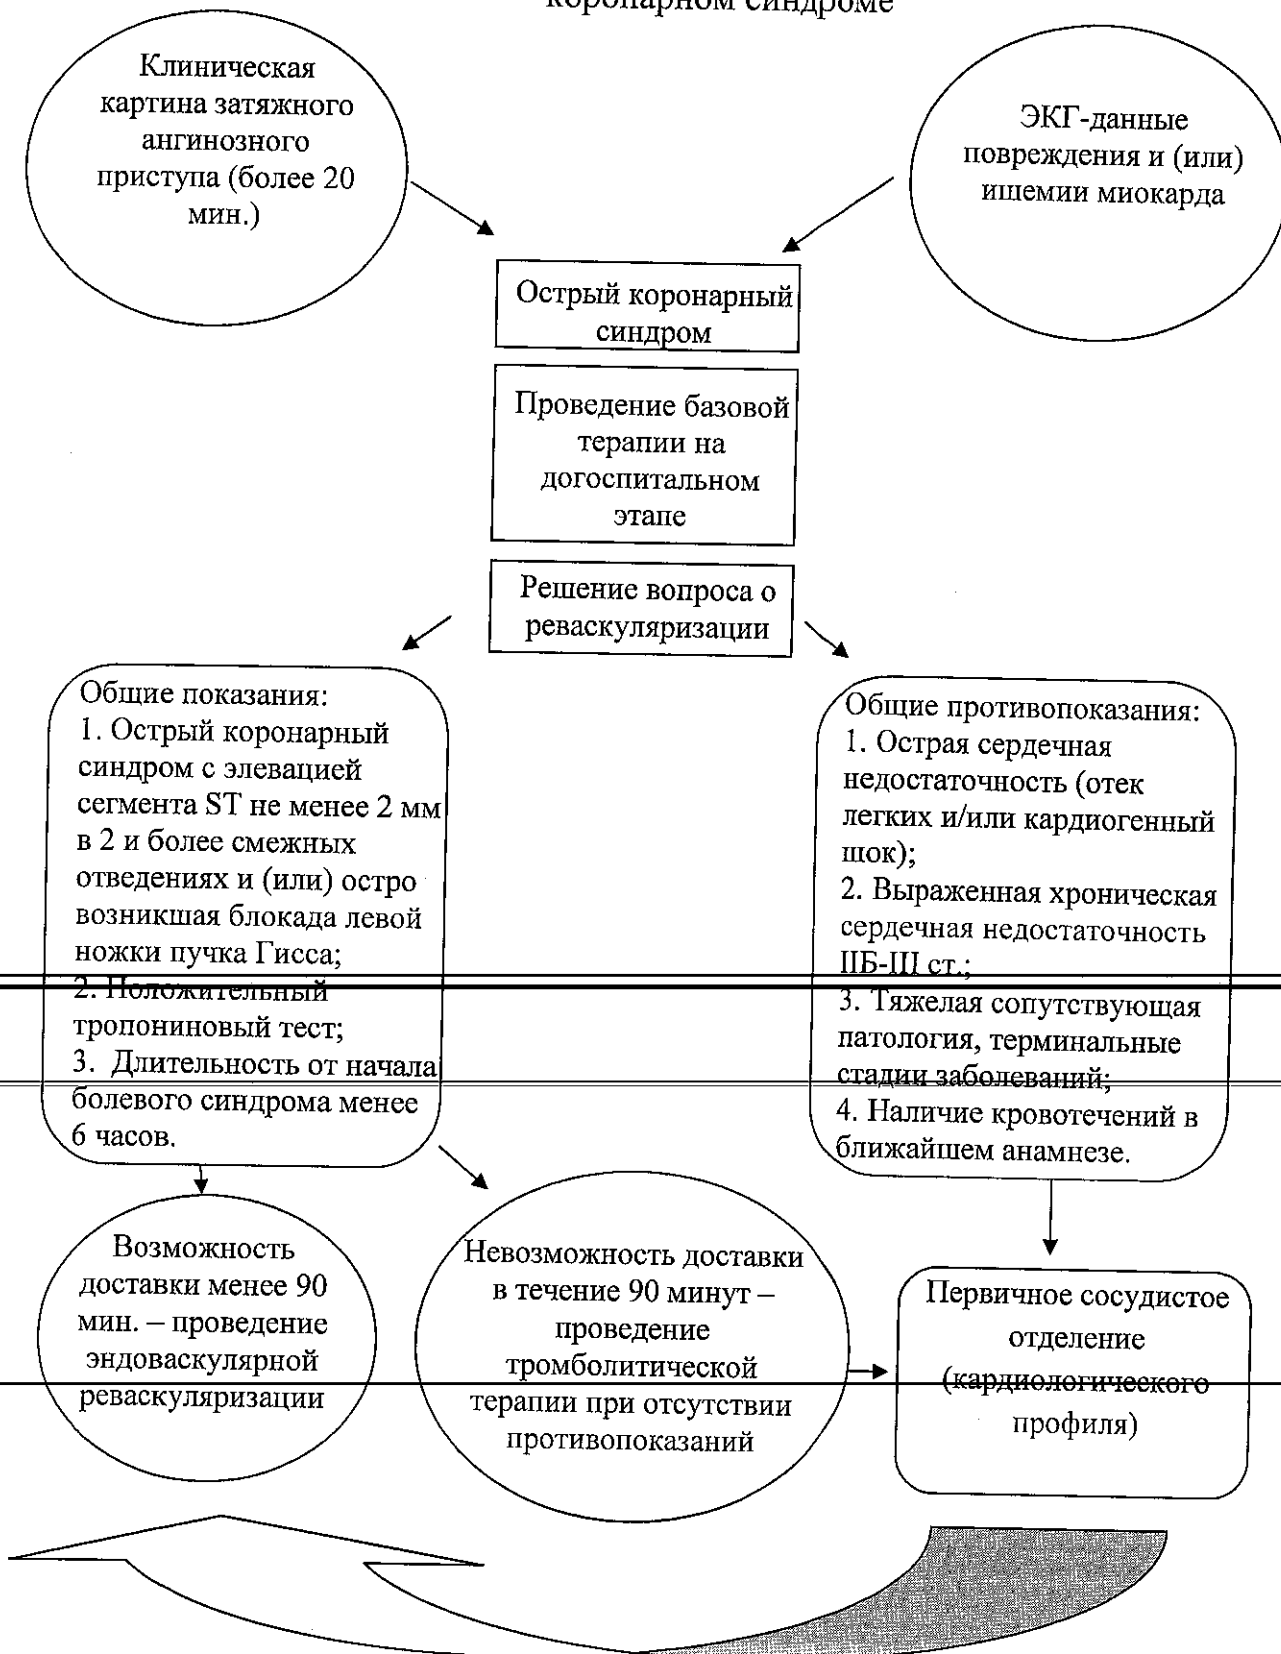 коронарном синдроме
Клиническая
картина затяжного
ангинозного
приступа (более 20
мин.)
ЭКГ-данные
повреждения и (или)
ишемии миокарда
Острый коронарный
синдром
Проведение базовой
терапии на
догоспитальном
этапе
Решение вопроса о
реваскуляризации
Общие показания:
1. Острый коронарный
синдром с элевацией
сегмента ST не менее 2 мм
в 2 и более смежных
отведениях и (или) остро
возникшая блокада левой
ножки пучка Гисса;
2. Положительный
тропониновый тест;
3. Длительность от начала
болевого синдрома менее
6 часов.
Общие противопоказания:
1. Острая сердечная
недостаточность (отек
легких и/или кардиогенный
шок);
2. Выраженная хроническая
сердечная недостаточность
IIБ-III ст.;
3. Тяжелая сопутствующая
патология, терминальные
стадии заболеваний;
4. Наличие кровотечений в
ближайшем анамнезе.
Возможность
доставки менее 90
мин. – проведение
эндоваскулярной
реваскуляризации
Невозможность доставки
в течение 90 минут –
проведение
тромболитической
терапии при отсутствии
противопоказаний
Первичное сосудистое
отделение
(кардиологического
профиля)